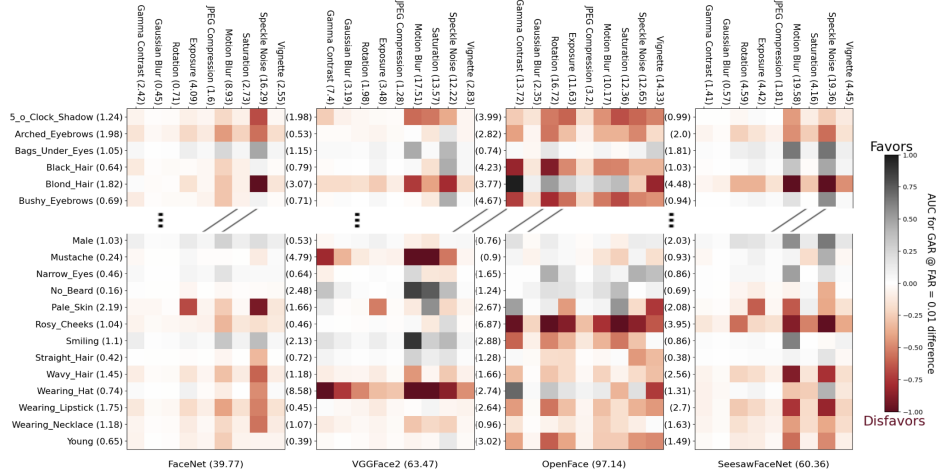 Gamma Contrast (2.42)
Gaussian Blur (0.45)
Rotation (0.71)
Exposure (4.09)
JPEG Compression (1.6)
Motion Blur (8.93)
Saturation (2.73)
Speckle Noise (16.29)
Vignette (2.55)
Gamma Contrast (7.4)
Gaussian Blur (3.19)
Rotation (1.98)
Exposure (3.48)
JPEG Compression (1.28)
Motion Blur (17.51)
Saturation (13.57)
Speckle Noise (12.22)
Vignette (2.83)
Gamma Contrast (13.72)
Gaussian Blur (2.35)
Rotation (16.72)
Exposure (11.63)
JPEG Compression (3.2)
Motion Blur (10.17)
Saturation (12.36)
Speckle Noise (12.65)
Vignette (14.33)
Gamma Contrast (1.41)
Gaussian Blur (0.57)
Rotation (4.59)
Exposure (4.42)
JPEG Compression (1.81)
Motion Blur (19.58)
Saturation (4.16)
Speckle Noise (19.36)
Vignette (4.45)
5_o_Clock_Shadow (1.24) (1.98) (3.99) (0.99)
Arched_Eyebrows (1.98) (0.53) (2.82) (2.0)
Bags_Under_Eyes (1.05) (1.15) (0.74) (1.81)
Black_Hair (0.64) (0.79) (4.23) (1.03)
Blond_Hair (1.82) (3.07) (3.77) (4.48)
Bushy_Eyebrows (0.69) (0.71) (4.67) (0.94)
Male (1.03) (0.53) (0.76) (2.03)
Mustache (0.24) (4.79) (0.9) (0.93)
Narrow_Eyes (0.46) (0.64) (1.65) (0.86)
No_Beard (0.16) (2.48) (1.24) (0.69)
Pale_Skin (2.19) (1.66) (2.67) (2.08)
Rosy_Cheeks (1.04) (0.46) (6.87) (3.95)
Smiling (1.1) (2.13) (2.88) (0.86)
Straight_Hair (0.42) (0.72) (1.28) (0.38)
Wavy_Hair (1.45) (1.18) (1.66) (2.56)
Wearing_Hat (0.74) (8.58) (2.74) (1.31)
Wearing_Lipstick (1.75) (0.45) (2.64) (2.7)
Wearing_Necklace (1.18) (1.07) (0.96) (1.63)
Young (0.65) (0.39) (3.02) (1.49)
FaceNet (39.77)
VGGFace2 (63.47)
OpenFace (97.14)
SeesawFaceNet (60.36)
Favors
1.00
0.75
0.50
0.25
0.00
−0.25
−0.50
−0.75
−1.00
AUC for GAR @ FAR = 0.01 difference
Disfavors